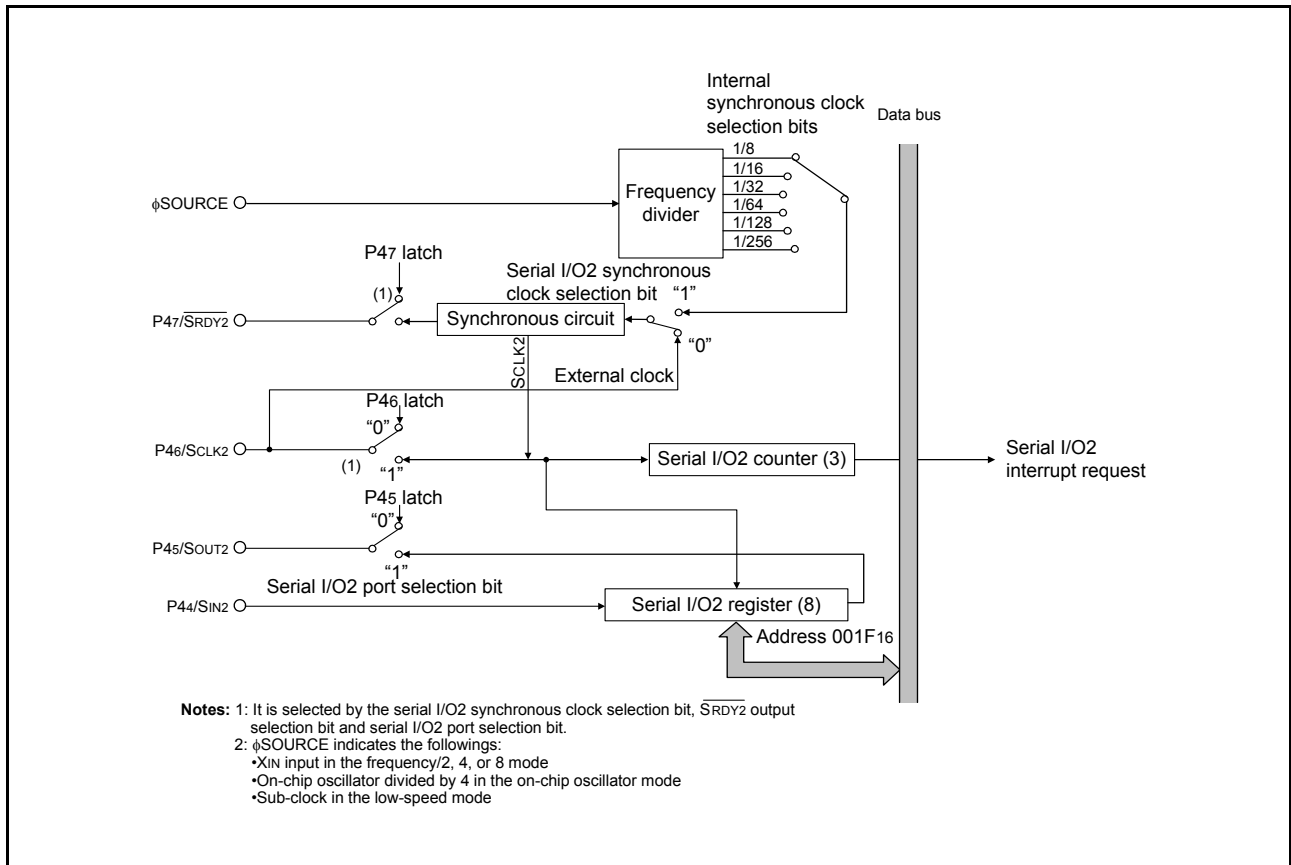 Internal
synchronous clock
selection bits
Data bus
1/8
1/16
1/32
1/64
1/128
1/256
Frequency
divider
φSOURCE
P47 latch
(1)
Serial I/O2 synchronous
clock selection bit
"1"
P47/SRDY2
Synchronous circuit
"0"
SCLK2
External clock
P46 latch
"0"
P46/SCLK2
(1)
"1"
Serial I/O2 counter (3)
Serial I/O2
interrupt request
P45 latch
"0"
P45/SOUT2
"1"
Serial I/O2 port selection bit
P44/SIN2
Serial I/O2 register (8)
Address 001F16
Notes: 1: It is selected by the serial I/O2 synchronous clock selection bit, SRDY2 output
selection bit and serial I/O2 port selection bit.
2: φSOURCE indicates the followings:
•XIN input in the frequency/2, 4, or 8 mode
•On-chip oscillator divided by 4 in the on-chip oscillator mode
•Sub-clock in the low-speed mode